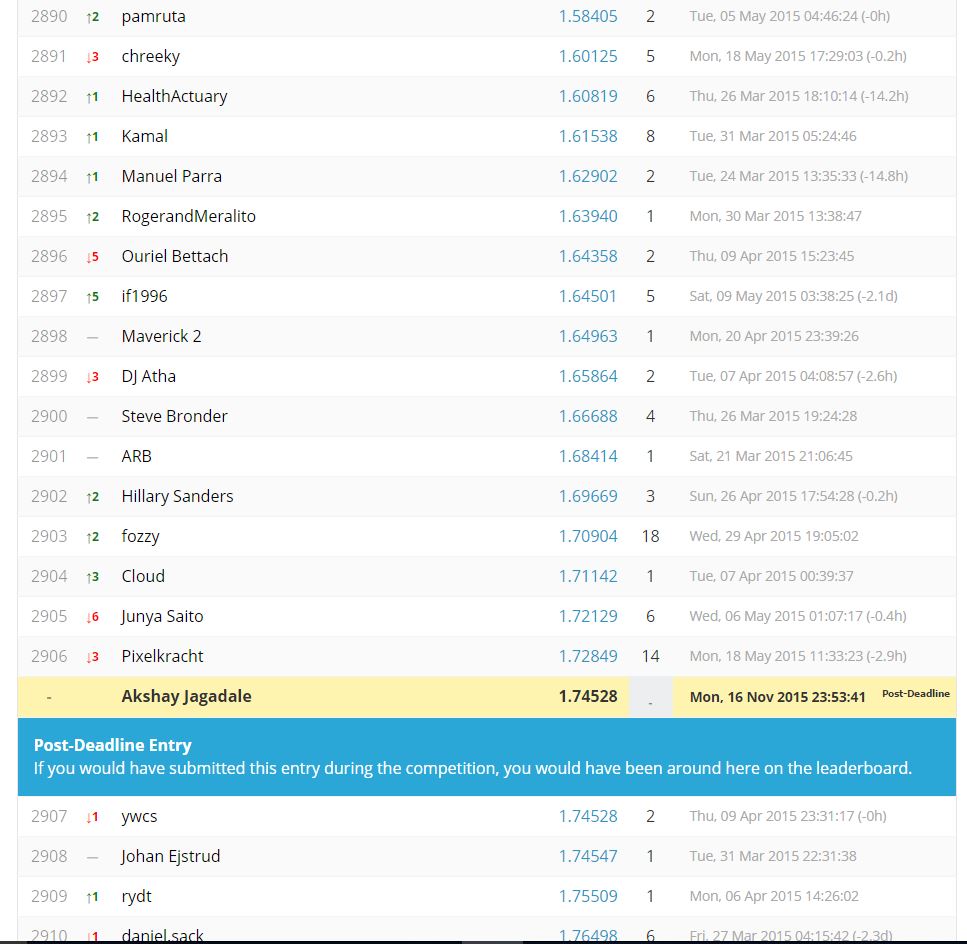 2890 ↑2 pamruta 1.58405 2 Tue, 05 May 2015 04:46:24 (-0h)
2891 ↓3 chreeky 1.60125 5 Mon, 18 May 2015 17:29:03 (-0.2h)
2892 ↑1 HealthActuary 1.60819 6 Thu, 26 Mar 2015 18:10:14 (-14.2h)
2893 ↑1 Kamal 1.61538 8 Tue, 31 Mar 2015 05:24:46
2894 ↑1 Manuel Parra 1.62902 2 Tue, 24 Mar 2015 13:35:33 (-14.8h)
2895 ↑2 RogerandMeralito 1.63940 1 Mon, 30 Mar 2015 13:38:47
2896 ↓5 Ouriel Bettach 1.64358 2 Thu, 09 Apr 2015 15:23:45
2897 ↑5 if1996 1.64501 5 Sat, 09 May 2015 03:38:25 (-2.1d)
2898 — Maverick 2 1.64963 1 Mon, 20 Apr 2015 23:39:26
2899 ↓3 DJ Atha 1.65864 2 Tue, 07 Apr 2015 04:08:57 (-2.6h)
2900 — Steve Bronder 1.66688 4 Thu, 26 Mar 2015 19:24:28
2901 — ARB 1.68414 1 Sat, 21 Mar 2015 21:06:45
2902 ↑2 Hillary Sanders 1.69669 3 Sun, 26 Apr 2015 17:54:28 (-0.2h)
2903 ↑2 fozzy 1.70904 18 Wed, 29 Apr 2015 19:05:02
2904 ↑3 Cloud 1.71142 1 Tue, 07 Apr 2015 00:39:37
2905 ↓6 Junya Saito 1.72129 6 Wed, 06 May 2015 01:07:17 (-0.4h)
2906 ↓3 Pixelkracht 1.72849 14 Mon, 18 May 2015 11:33:23 (-2.9h)
- Akshay Jagadale 1.74528 - Mon, 16 Nov 2015 23:53:41 Post-Deadline
Post-Deadline Entry
If you would have submitted this entry during the competition, you would have been around here on the leaderboard.
2907 ↓1 ywcs 1.74528 2 Thu, 09 Apr 2015 23:31:17 (-0h)
2908 — Johan Ejstrud 1.74547 1 Tue, 31 Mar 2015 22:31:38
2909 ↑1 rydt 1.75509 1 Mon, 06 Apr 2015 14:26:02
2910 ↓1 daniel.sack 1.76498 6 Fri, 27 Mar 2015 04:15:42 (-2.3d)